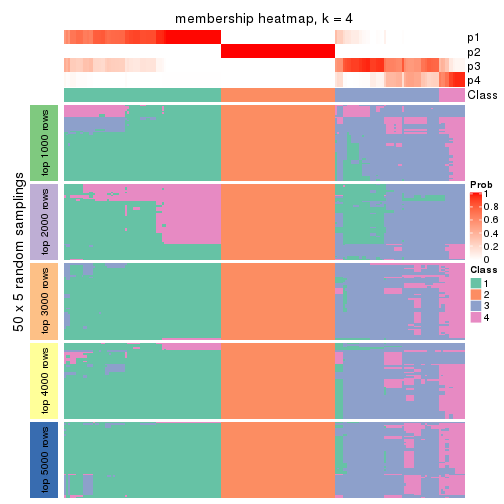 membership heatmap, k = 4
p1
p2
p3
p4
Class
50 x 5 random samplings
top 1000 rows
top 2000 rows
top 3000 rows
top 4000 rows
top 5000 rows
Prob
1
0.8
0.6
0.4
0.2
0
Class
1
2
3
4